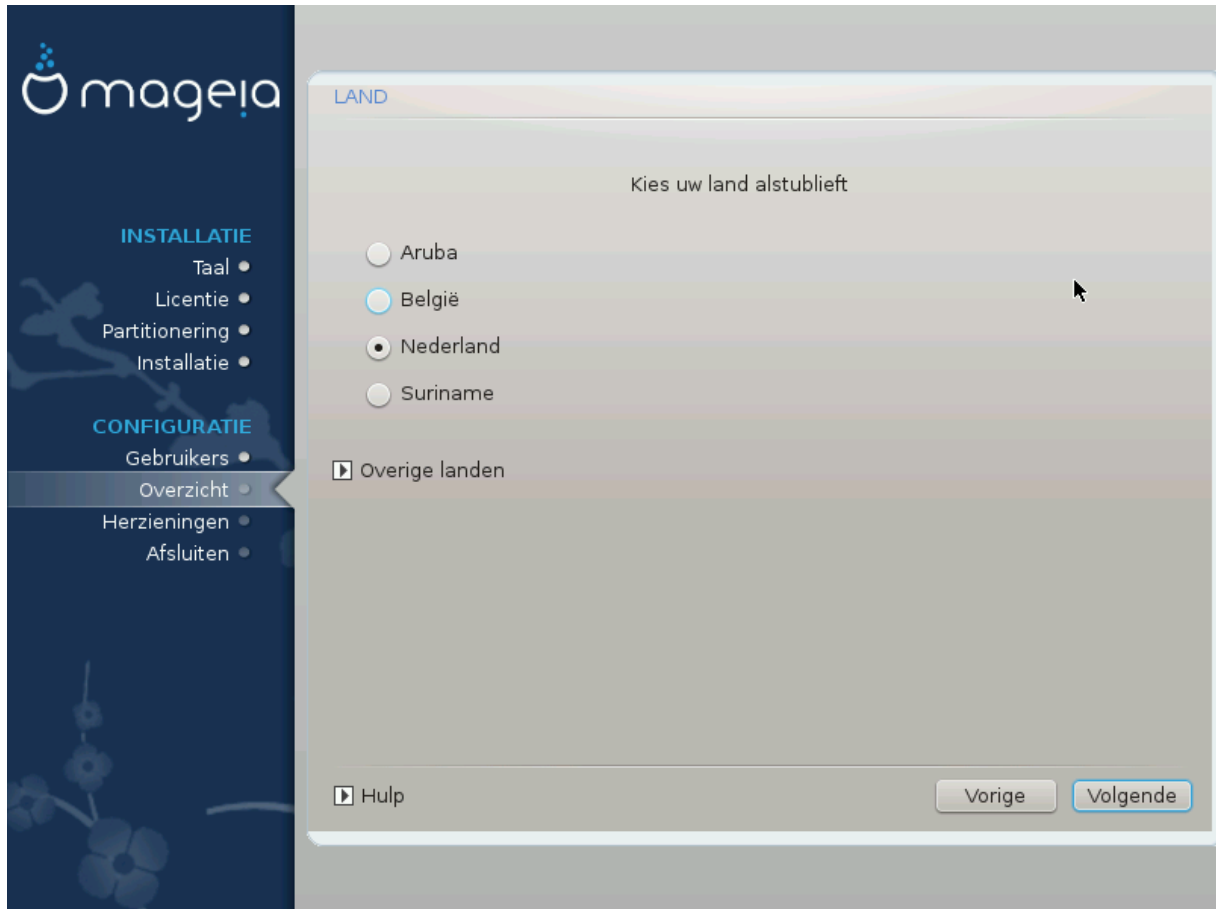 mageia
INSTALLATIE
Taal
Licentie
Partitionering
Installatie
CONFIGURATIE
Gebruikers
Overzicht
Herzieningen
Afsluiten
LAND
Kies uw land alstublieft
Aruba
België
Nederland
Suriname
Overige landen
Hulp
Vorige
Volgende